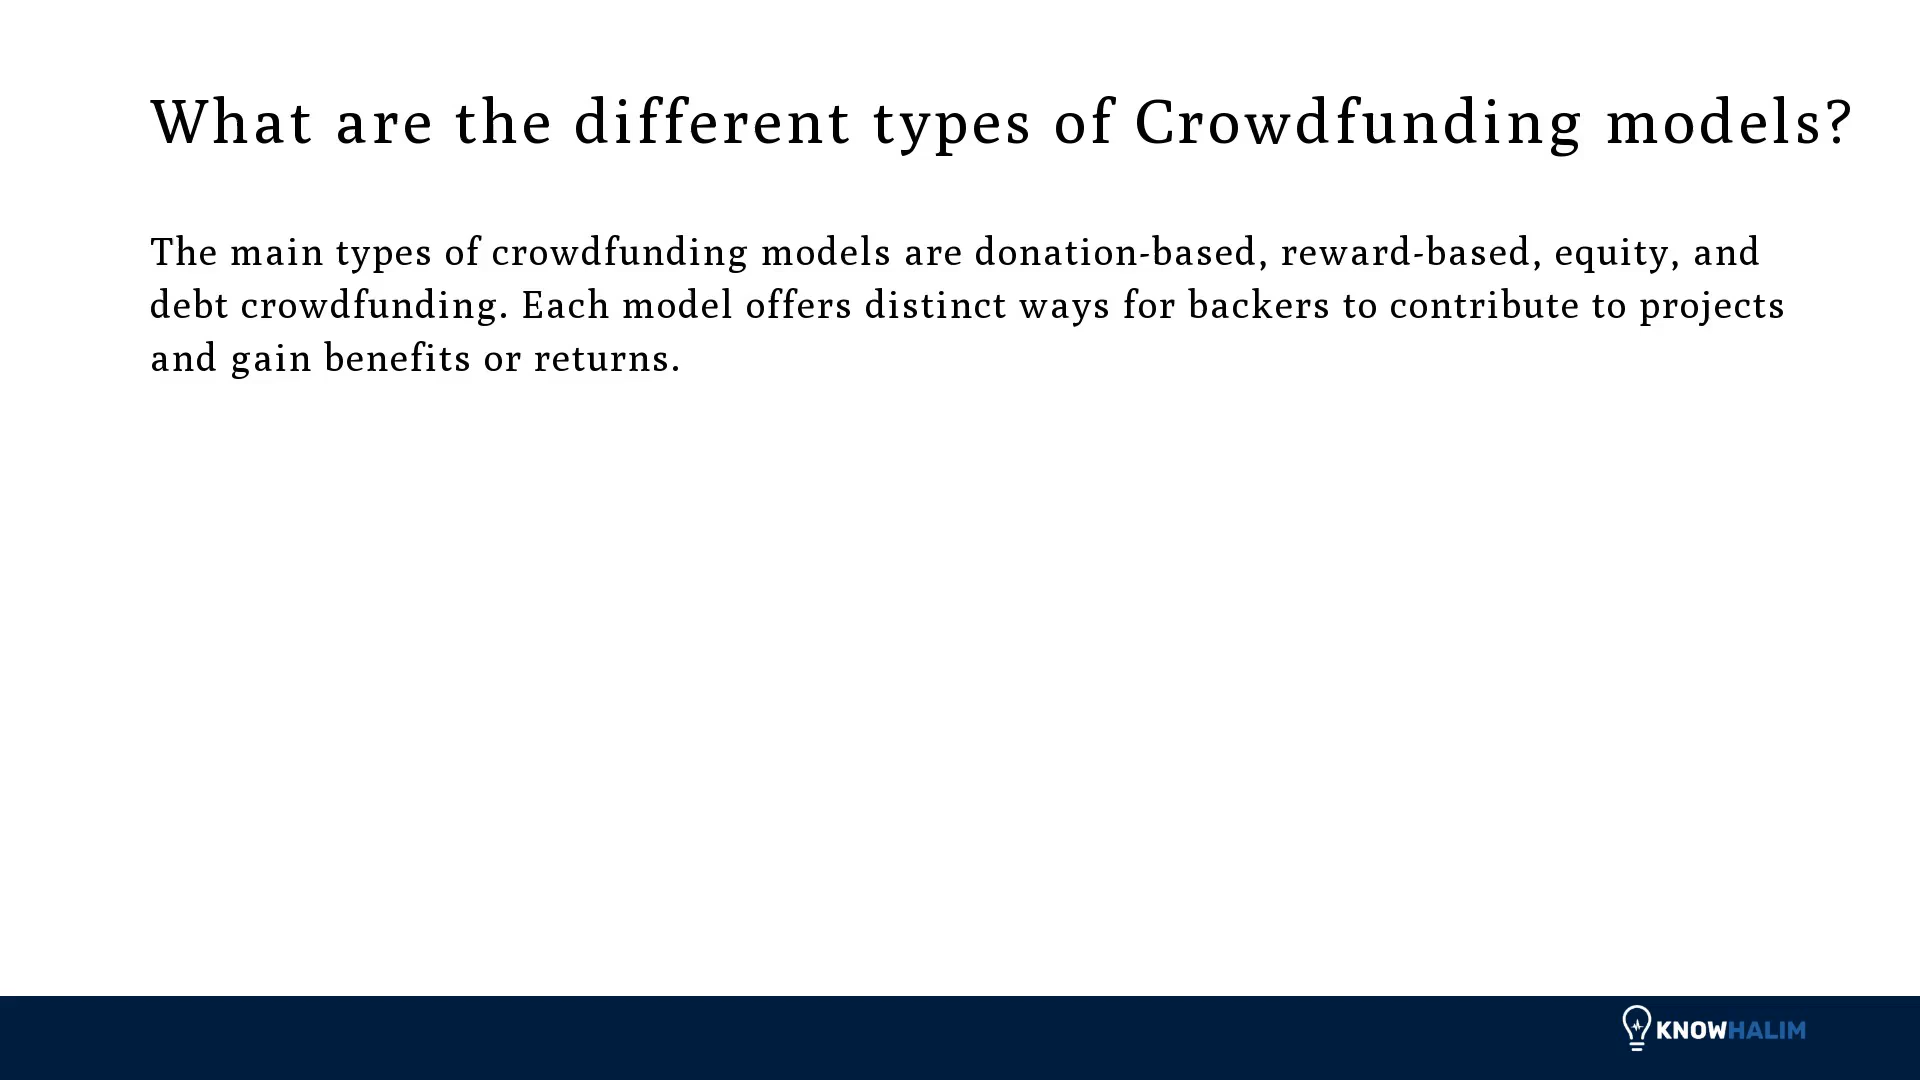 What are the different types of Crowdfunding models?
The main types of crowdfunding models are donation-based, reward-based, equity, and
debt crowdfunding. Each model offers distinct ways for backers to contribute to projects
and gain benefits or returns.
KNOWHALIM